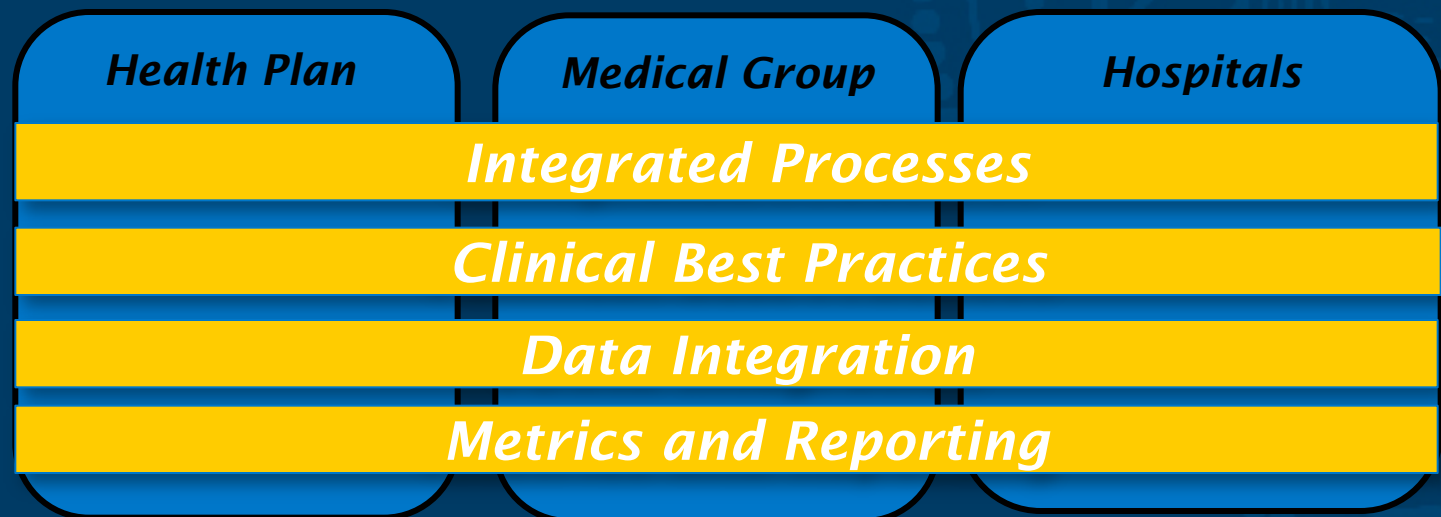 Health Plan
Medical Group
Hospitals
Integrated Processes
Clinical Best Practices
Data Integration
Metrics and Reporting